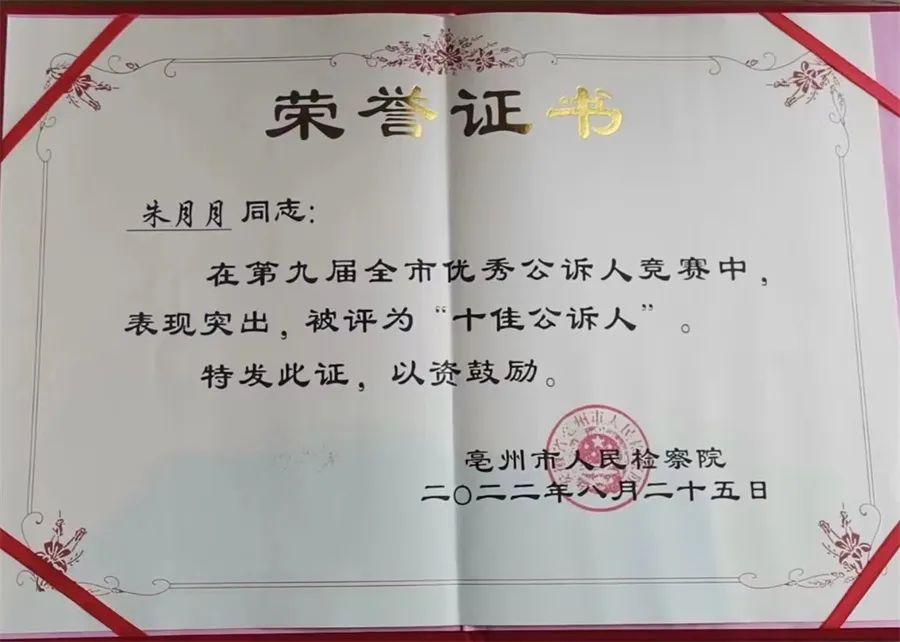 荣誉证书
朱月月 同志：
在第九届全市优秀公诉人竞赛中，
表现突出，被评为“十佳公诉人”。
特发此证，以资鼓励。
亳州市人民检察院
二〇二二年八月二十五日